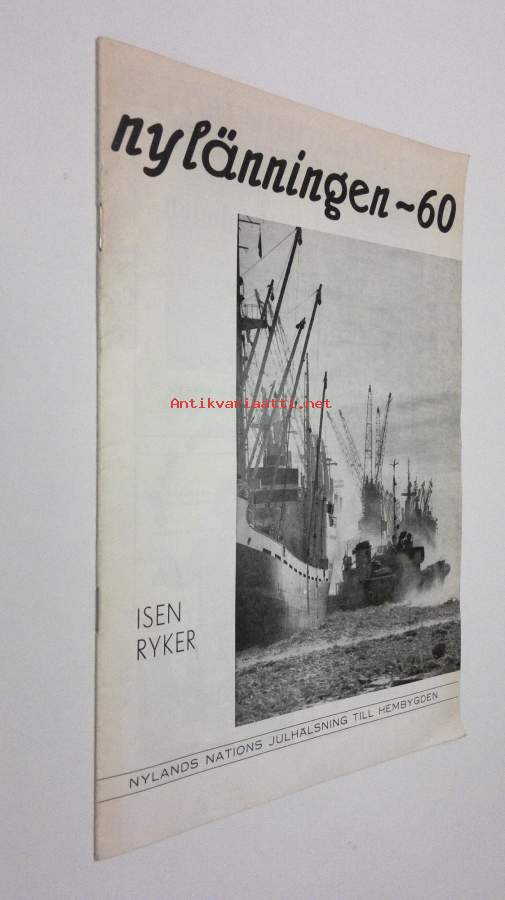 nylänningen ~ 60
Antikvariaatti.net
ISEN
RYKER
NYLANDS NATIONS JULHÄLSNING TILL HEMBYGDEN